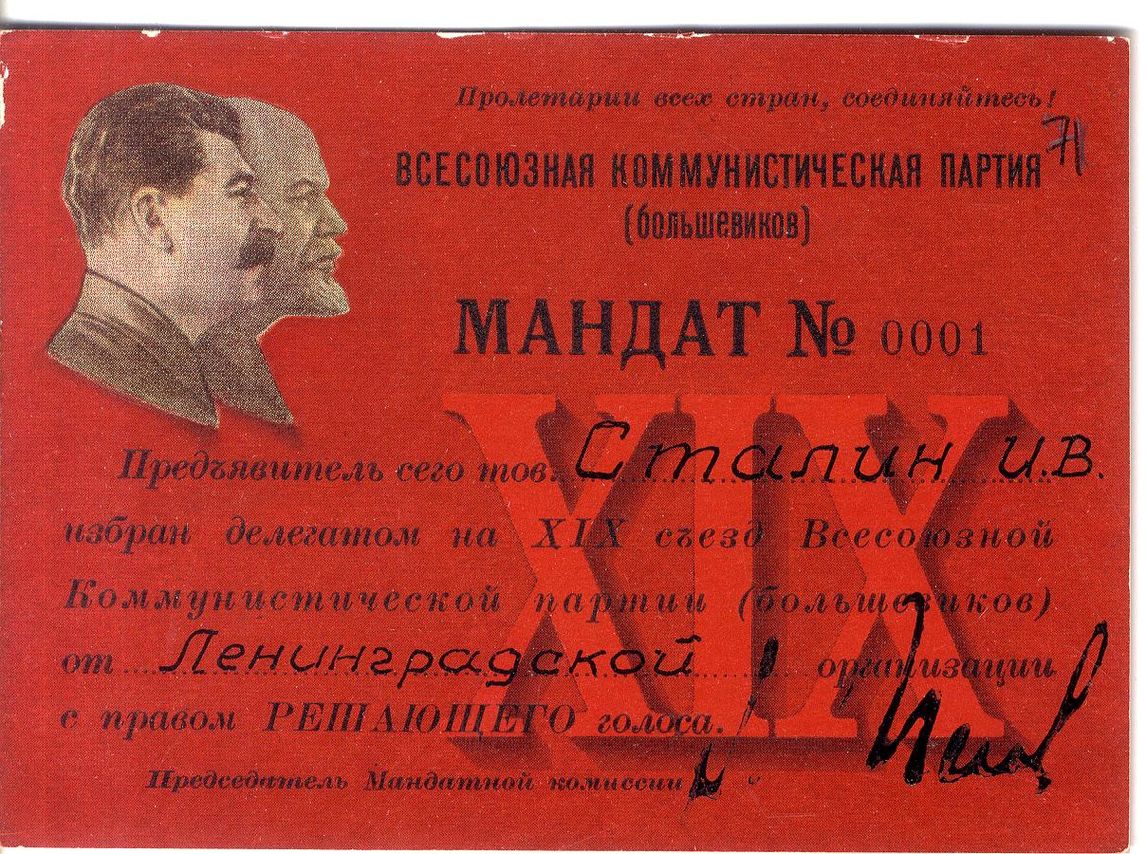 Пролетарии всех стран, соединяйтесь!
71
ВСЕСОЮЗНАЯ КОММУНИСТИЧЕСКАЯ ПАРТИЯ
(большевиков)
МАНДАТ № 0001
XIX
Предъявитель сего тов. Сталин И.В.
избран делегатом на XIX съезд Всесоюзной
Коммунистической партии (большевиков)
от Ленинградской организации
с правом РЕШАЮЩЕГО голоса.
Председатель Мандатной комиссии